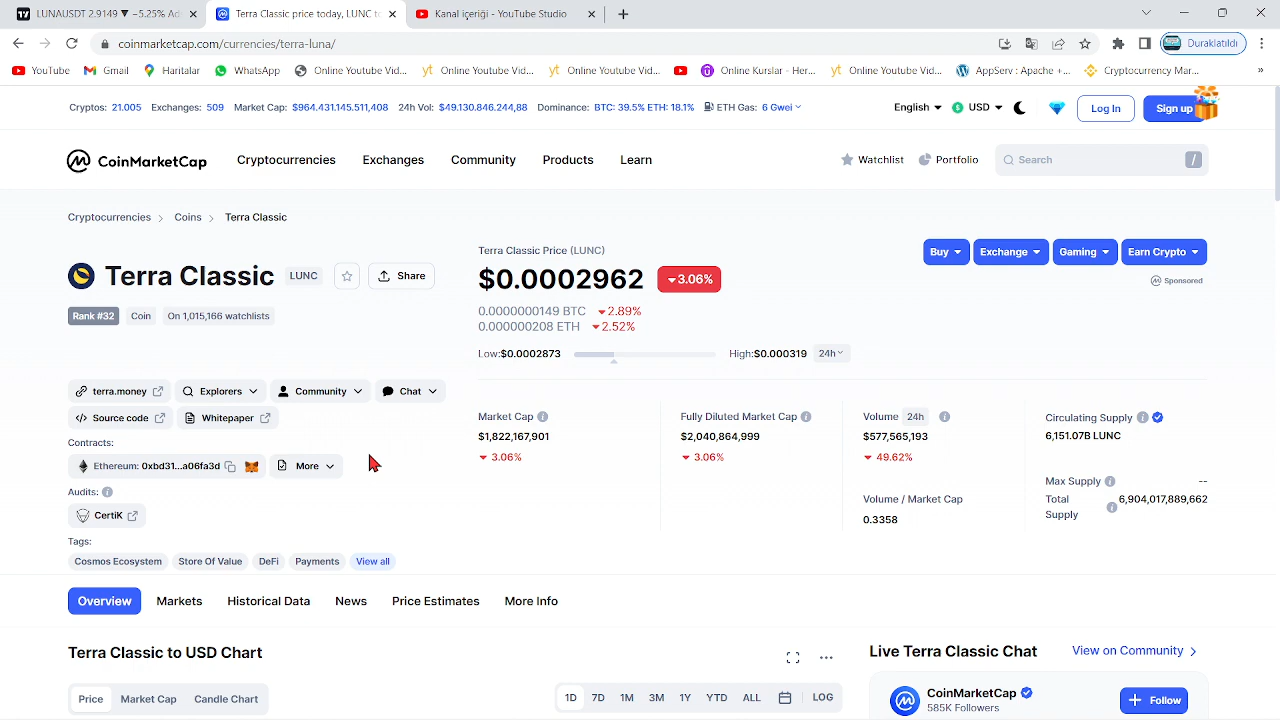 LUNAUSDT 2.9149 ▼ −5.25% Ad
Terra Classic price today, LUNC to
Kanal içeriği - YouTube Studio
coinmarketcap.com/currencies/terra-luna/
Duraklatıldı
YouTube
Gmail
Haritalar
WhatsApp
Online Youtube Vid...
Online Youtube Vid...
Online Youtube Vid...
Online Kurslar - Her...
Online Youtube Vid...
AppServ : Apache +...
Cryptocurrency Mar...
»
Cryptos: 21.005 Exchanges: 509 Market Cap: $964.431.145.511,408 24h Vol: $49.130.846.244,88 Dominance: BTC: 39.5% ETH: 18.1% ETH Gas: 6 Gwei
English USD Log In Sign up
CoinMarketCap Cryptocurrencies Exchanges Community Products Learn Watchlist Portfolio Search /
Cryptocurrencies > Coins > Terra Classic
Terra Classic LUNC Share
Rank #32 Coin On 1,015,166 watchlists
Terra Classic Price (LUNC)
$0.0002962 3.06%
0.0000000149 BTC 2.89%
0.000000208 ETH 2.52%
Low:$0.0002873 High:$0.000319 24h
Buy Exchange Gaming Earn Crypto
Sponsored
terra.money Explorers Community Chat
Source code Whitepaper
Contracts:
Ethereum: 0xbd31...a06fa3d More
Audits:
CertiK
Tags:
Cosmos Ecosystem Store Of Value DeFi Payments View all
Market Cap
$1,822,167,901
3.06%
Fully Diluted Market Cap
$2,040,864,999
3.06%
Volume 24h
$577,565,193
49.62%
Volume / Market Cap
0.3358
Circulating Supply
6,151.07B LUNC
Max Supply --
Total Supply 6,904,017,889,662
Overview Markets Historical Data News Price Estimates More Info
Terra Classic to USD Chart
Price Market Cap Candle Chart
1D 7D 1M 3M 1Y YTD ALL LOG
Live Terra Classic Chat View on Community >
CoinMarketCap
585K Followers
+ Follow